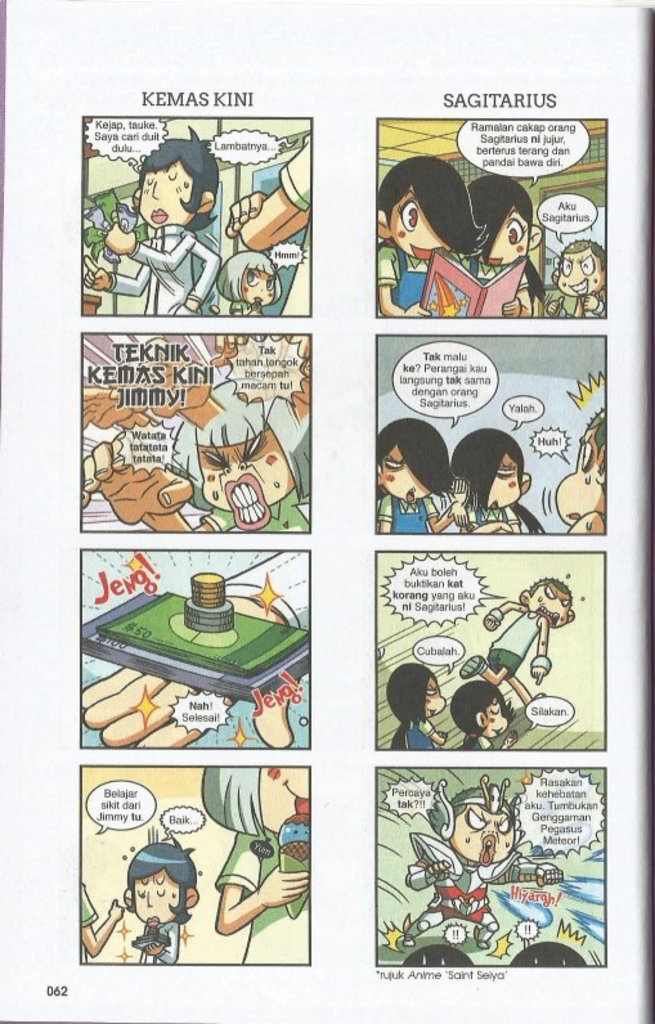 KEMAS KINI
Kejap, tauke.
Saya cari duit
dulu...
Lambatnya...
Hmm!
TEKNIK
KEMAS KINI
JIMMY!
Tak
tahan tengok
bersepah
macam tu!
Watata
tatatata
tatata!
Jeng!
$50
$100
Nah!
Selesai!
Jeng!
Belajar
sikit dari
Jimmy tu.
Baik...
Yum
SAGITARIUS
Ramalan cakap orang
Sagitarius ni jujur,
berterus terang dan
pandai bawa diri.
Aku
Sagitarius.
Tak malu
ke? Perangai kau
langsung tak sama
dengan orang
Sagitarius.
Yalah.
Huh!
Aku boleh
buktikan kat
korang yang aku
ni Sagitarius!
Cubalah.
Silakan.
Percaya
tak?!!
Rasakan
kehebatan
aku. Tumbukan
Genggaman
Pegasus
Meteor!
Hiyargh!
!!
!!
*rujuk Anime 'Saint Seiya'
062